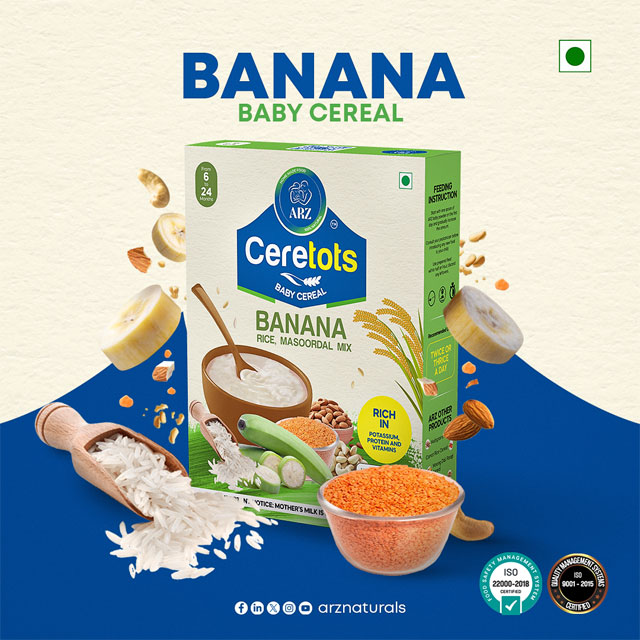 BANANA
BABY CEREAL
From
6
to
24
Months
ARZ
Ceretots
TM
BABY CEREAL
BANANA
RICE, MASOORDAL MIX
RICH
IN
POTASSIUM,
PROTEIN AND
VITAMINS
NOTICE: MOTHER'S MILK IS
FEEDING
INSTRUCTION
Recommended
TWICE OR
THRICE
A DAY
ARZ OTHER
PRODUCTS
FOOD SAFETY MANAGEMENT SYSTEM
ISO
22000-2018
CERTIFIED
QUALITY MANAGEMENT SYSTEMS
ISO
9001 - 2015
CERTIFIED
arznaturals